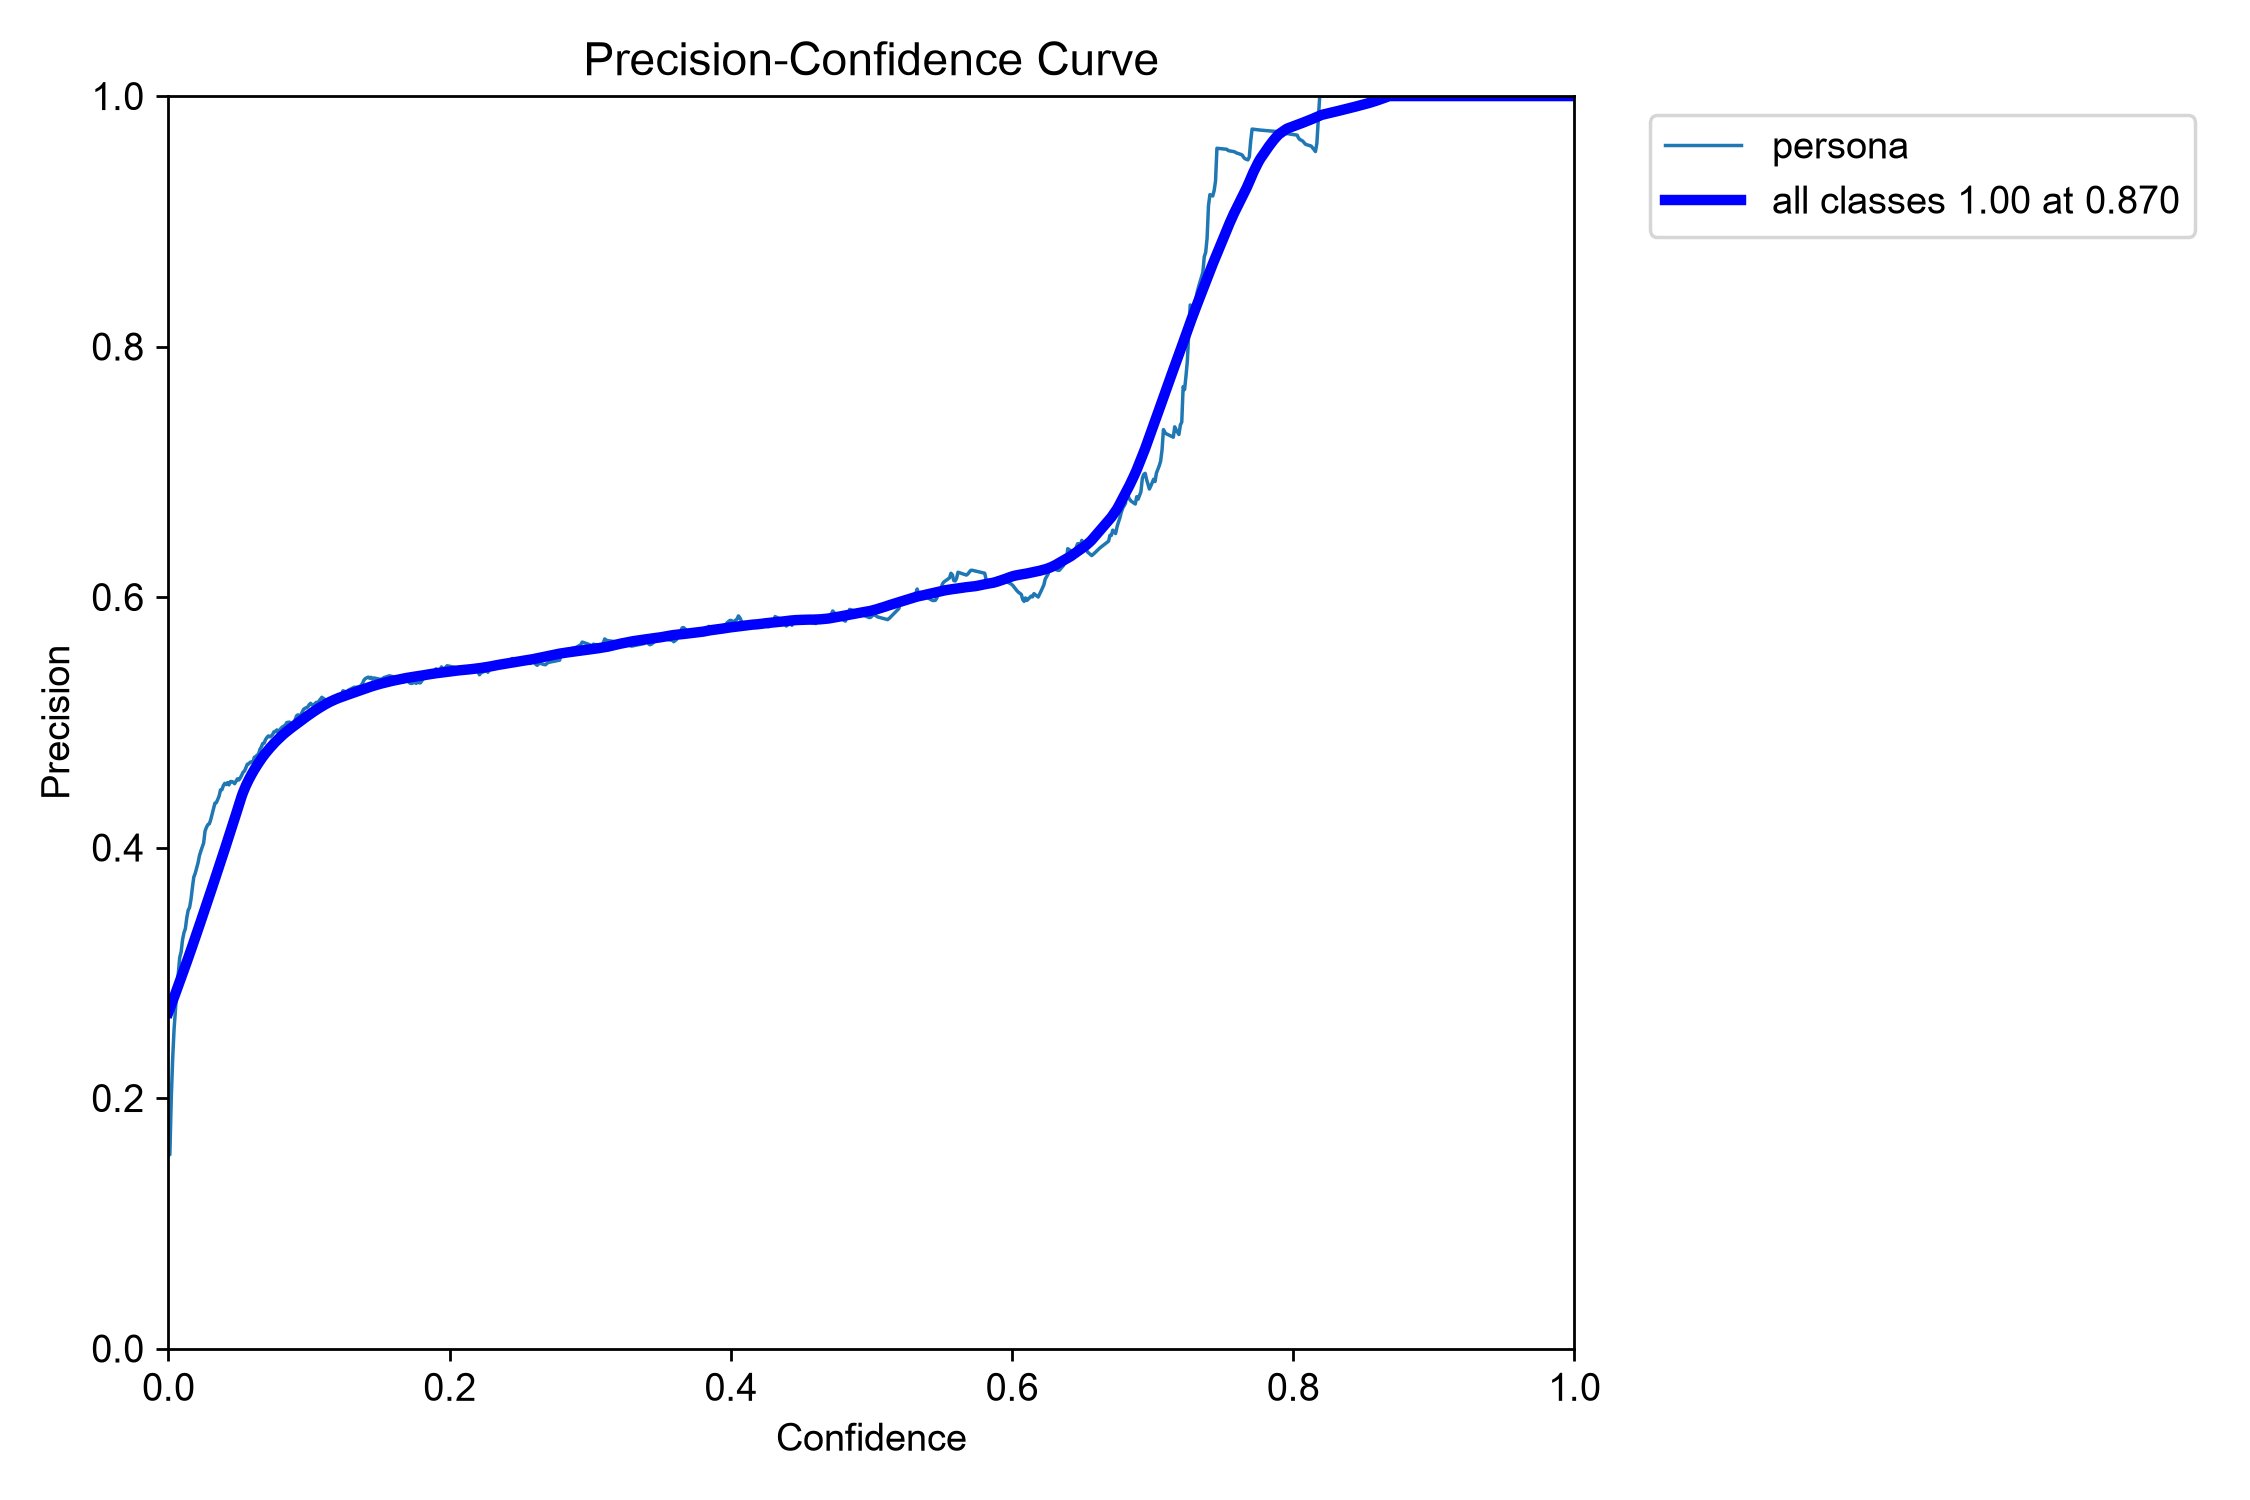 Precision-Confidence Curve
persona
all classes 1.00 at 0.870
Precision
1.0
0.8
0.6
0.4
0.2
0.0
0.0 0.2 0.4 0.6 0.8 1.0
Confidence